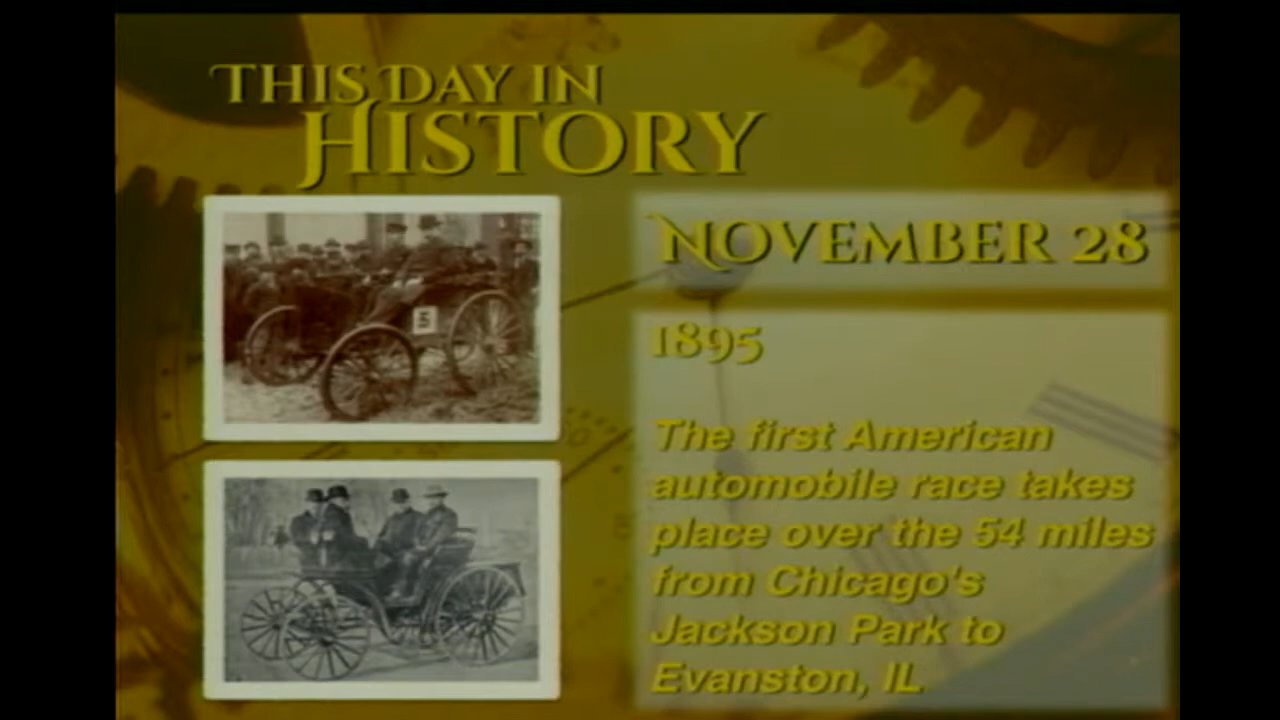 This Day in
History
November 28
1895
The first American
automobile race takes
place over the 54 miles
from Chicago's
Jackson Park to
Evanston, IL
5